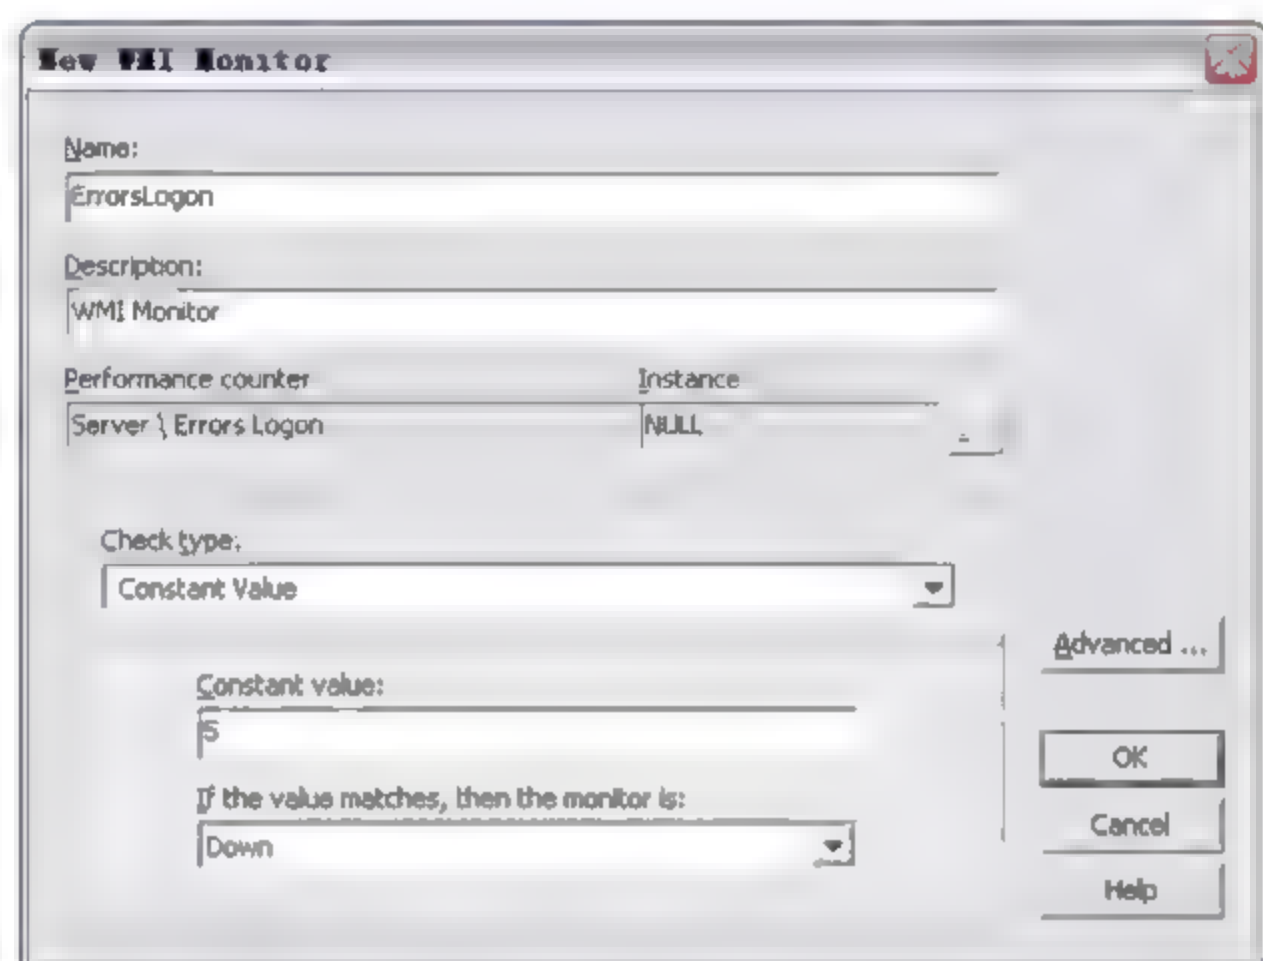 New WMI Monitor
Name:
ErrorsLogon
Description:
WMI Monitor
Performance counter Instance
Server \ Errors Logon NULL
Check type:
Constant Value
Advanced ...
Constant value:
5
OK
If the value matches, then the monitor is:
Cancel
Down
Help